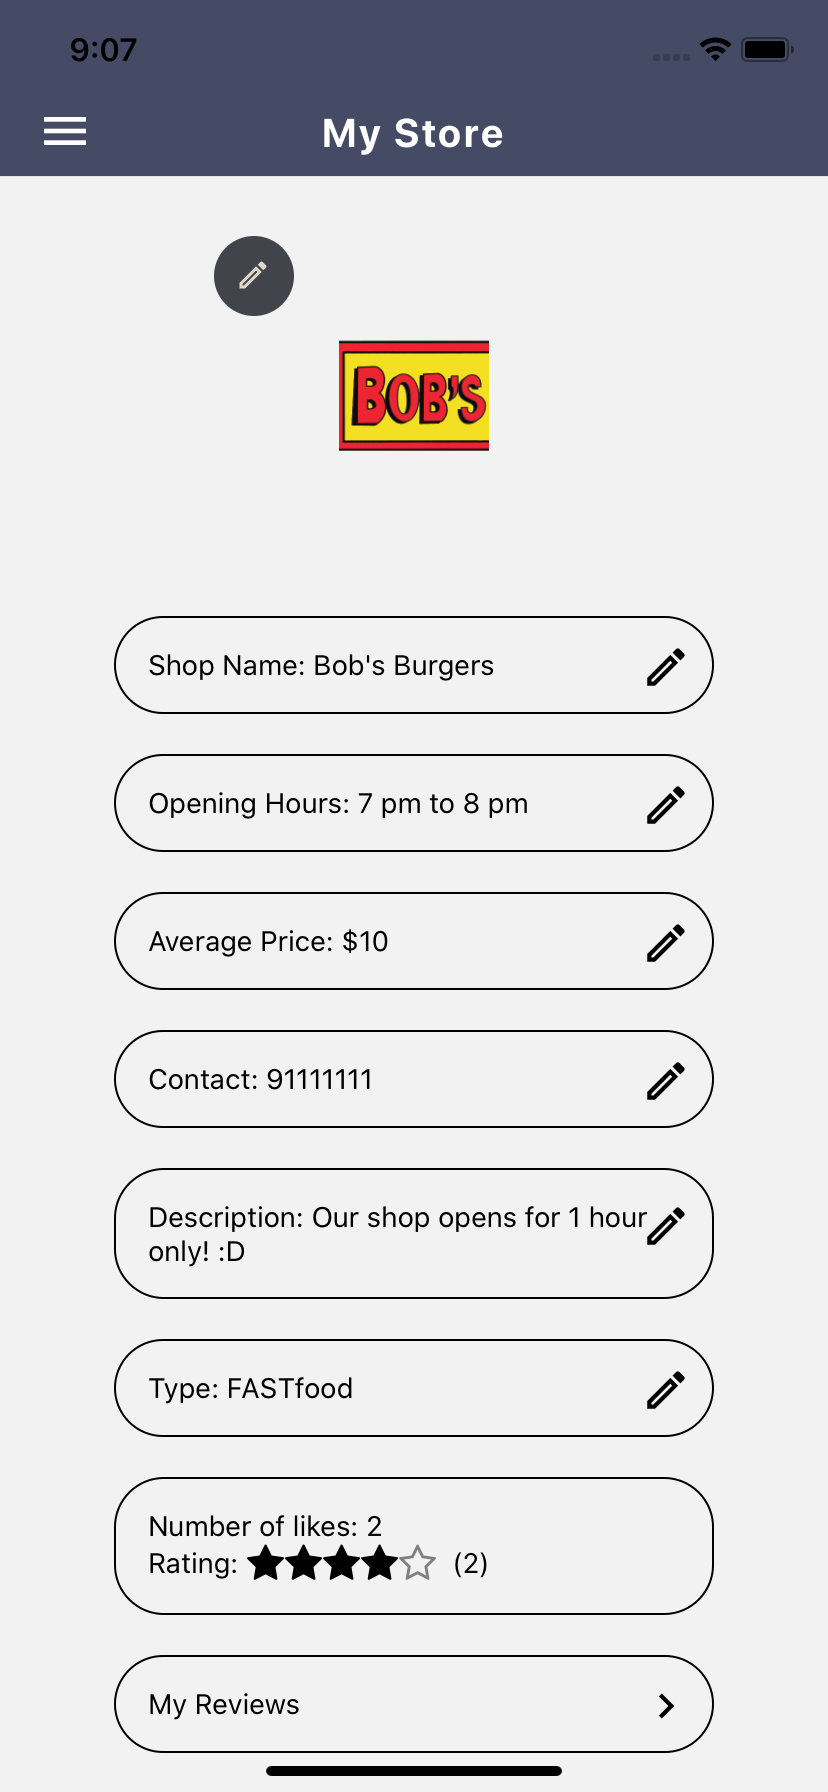 9:07
My Store
BOB'S
Shop Name: Bob's Burgers
Opening Hours: 7 pm to 8 pm
Average Price: $10
Contact: 91111111
Description: Our shop opens for 1 hour
only! :D
Type: FASTfood
Number of likes: 2
Rating: (2)
My Reviews